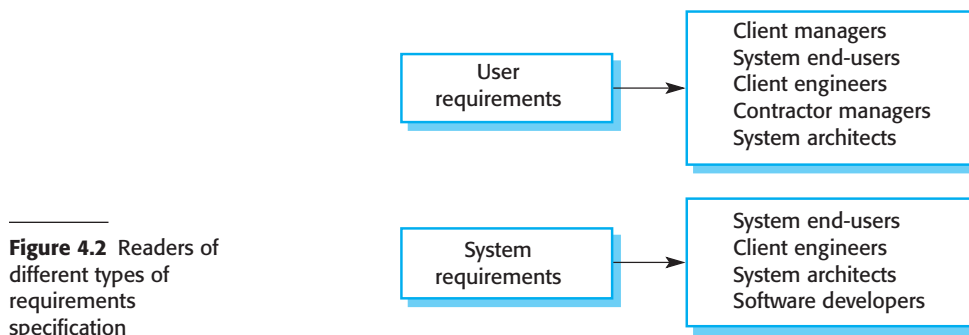 User
requirements
Client managers
System end-users
Client engineers
Contractor managers
System architects
System
requirements
System end-users
Client engineers
System architects
Software developers
Figure 4.2 Readers of
different types of
requirements
specification